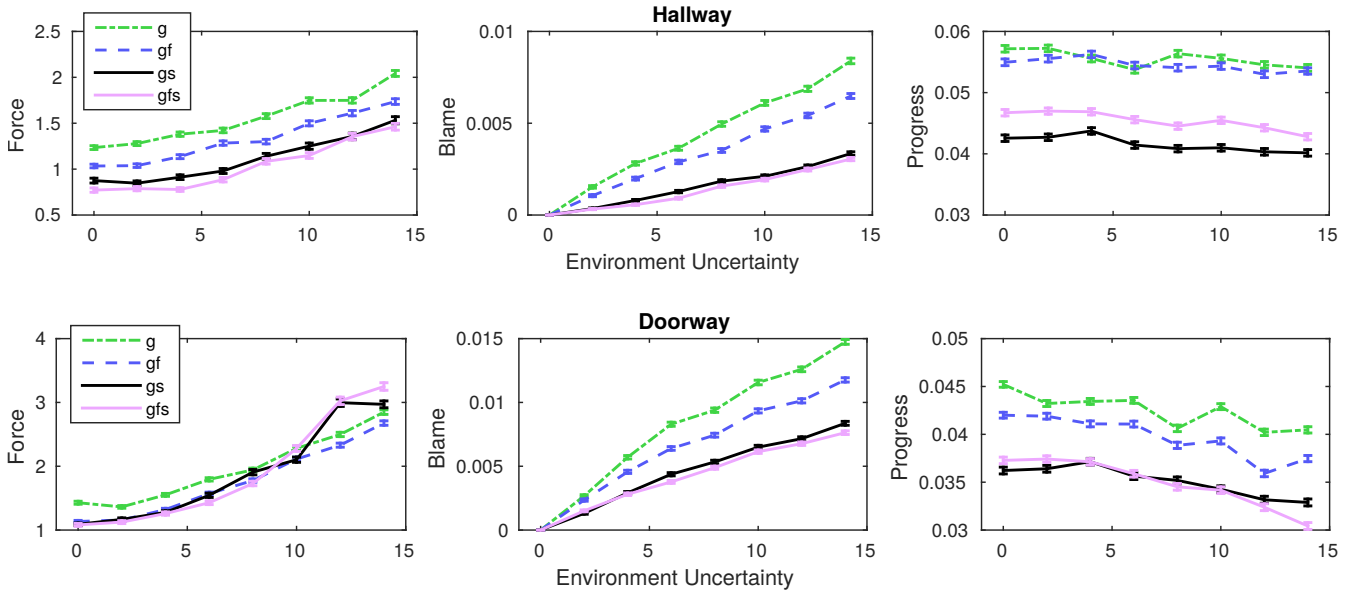 Hallway
Force
2.5
2
1.5
1
0.5
g
gf
gs
gfs
0 5 10 15
Blame
0.01
0.005
0
0 5 10 15
Environment Uncertainty
Progress
0.06
0.05
0.04
0.03
0 5 10 15
Doorway
Force
4
3
2
1
g
gf
gs
gfs
0 5 10 15
Blame
0.015
0.01
0.005
0
0 5 10 15
Environment Uncertainty
Progress
0.05
0.045
0.04
0.035
0.03
0 5 10 15